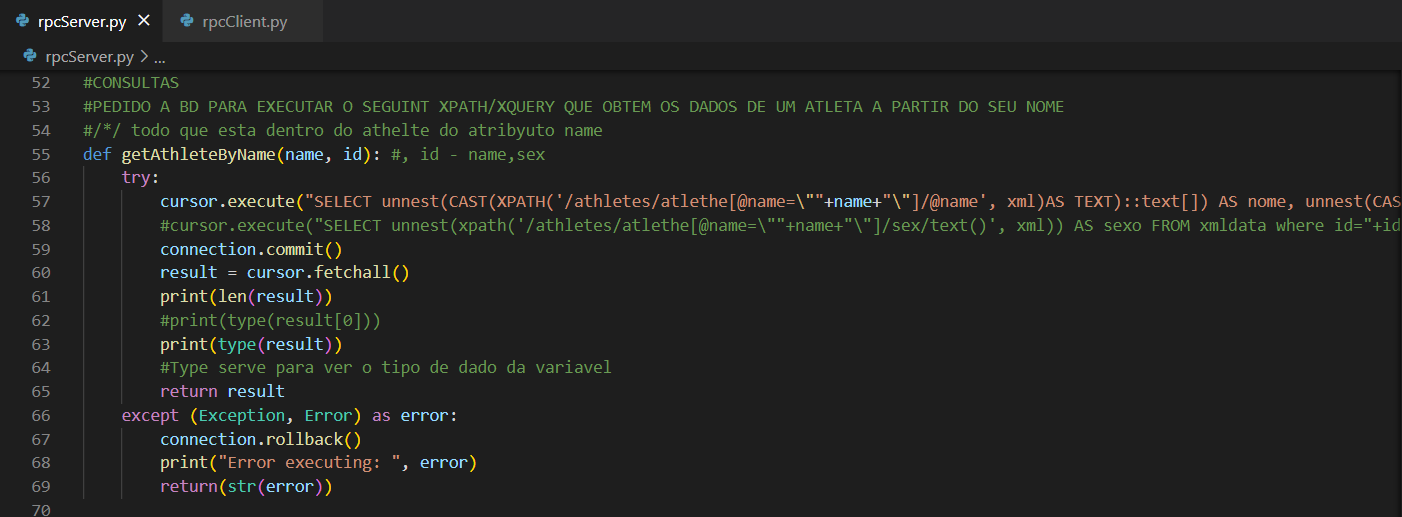 rpcServer.py × rpcClient.py
rpcServer.py > ...
52 #CONSULTAS
53 #PEDIDO A BD PARA EXECUTAR O SEGUINT XPATH/XQUERY QUE OBTEM OS DADOS DE UM ATLETA A PARTIR DO SEU NOME
54 #/*/ todo que esta dentro do athelte do atribyuto name
55 def getAthleteByName(name, id): #, id - name,sex
56     try:
57         cursor.execute("SELECT unnest(CAST(XPATH('/athletes/atlethe[@name=\""+name+"\"]/@name', xml)AS TEXT)::text[]) AS nome, unnest(CAS
58         #cursor.execute("SELECT unnest(xpath('/athletes/atlethe[@name=\""+name+"\"]/sex/text()', xml)) AS sexo FROM xmldata where id="+id
59         connection.commit()
60         result = cursor.fetchall()
61         print(len(result))
62         #print(type(result[0]))
63         print(type(result))
64         #Type serve para ver o tipo de dado da variavel
65         return result
66     except (Exception, Error) as error:
67         connection.rollback()
68         print("Error executing: ", error)
69         return(str(error))
70